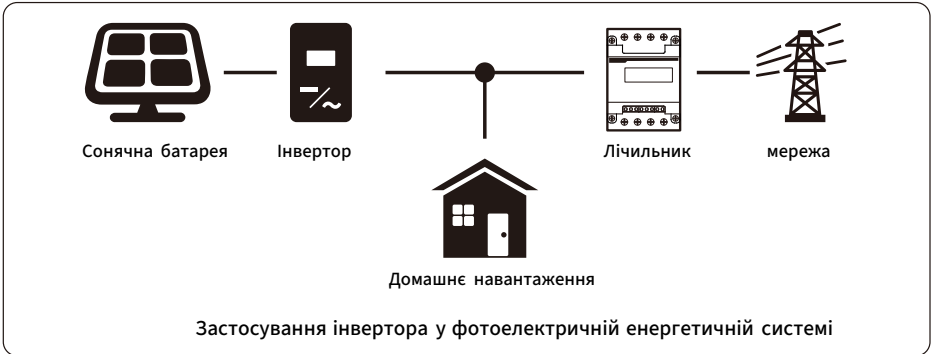 Сонячна батарея
Інвертор
Лічильник
мережа
Домашнє навантаження
Застосування інвертора у фотоелектричній енергетичній системі